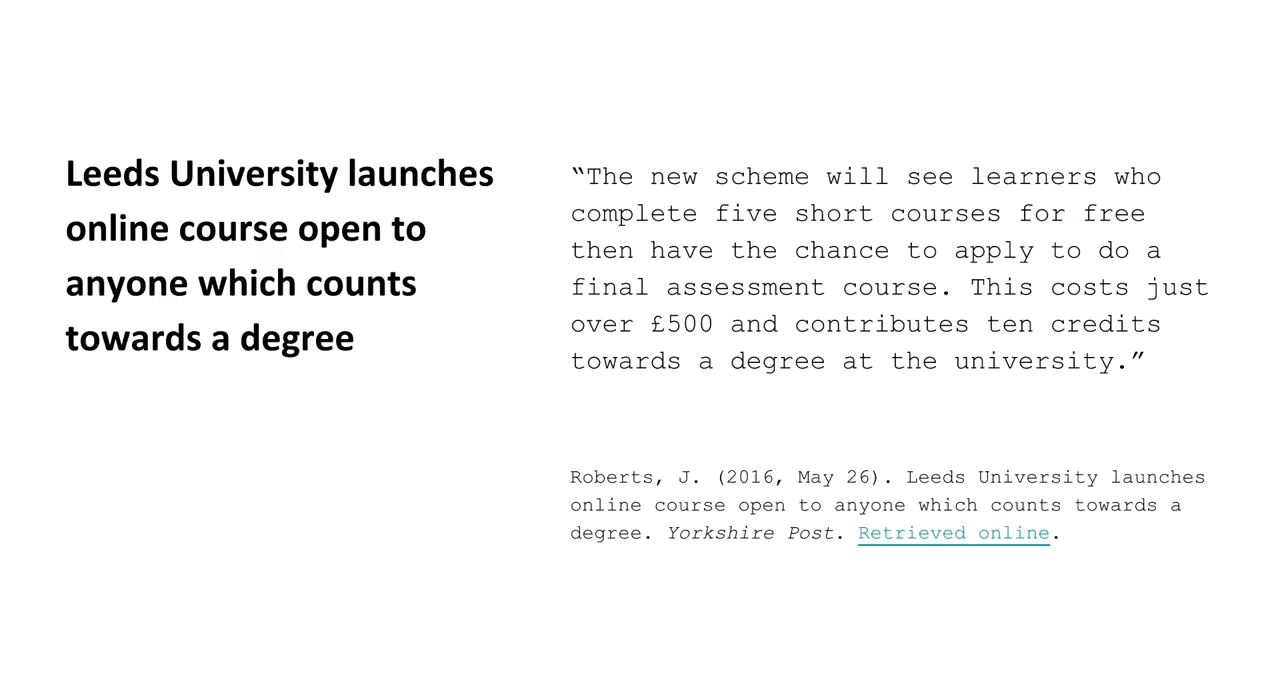 Leeds University launches
online course open to
anyone which counts
towards a degree
“The new scheme will see learners who
complete five short courses for free
then have the chance to apply to do a
final assessment course. This costs just
over £500 and contributes ten credits
towards a degree at the university.”
Roberts, J. (2016, May 26). Leeds University launches
online course open to anyone which counts towards a
degree. Yorkshire Post. Retrieved online.